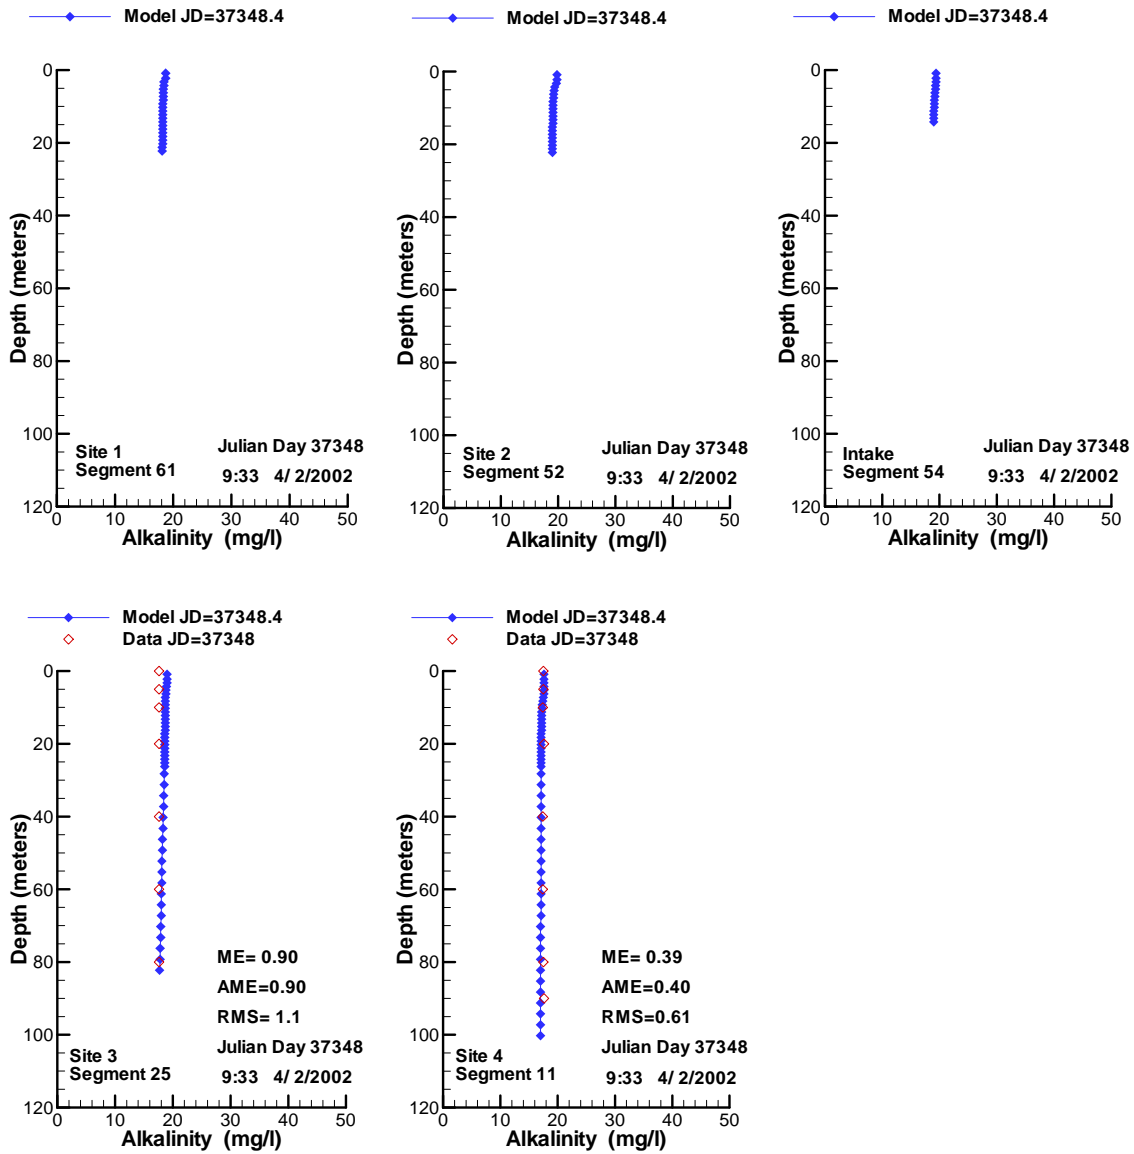 Model JD=37348.4
0
20
40
60
80
100
120
Depth (meters)
Site 1
Segment 61
Julian Day 37348
9:33 4/ 2/2002
0 10 20 30 40 50
Alkalinity (mg/l)
Model JD=37348.4
0
20
40
60
80
100
120
Depth (meters)
Site 2
Segment 52
Julian Day 37348
9:33 4/ 2/2002
0 10 20 30 40 50
Alkalinity (mg/l)
Model JD=37348.4
0
20
40
60
80
100
120
Depth (meters)
Intake
Segment 54
Julian Day 37348
9:33 4/ 2/2002
0 10 20 30 40 50
Alkalinity (mg/l)
Model JD=37348.4
Data JD=37348
0
20
40
60
80
100
120
Depth (meters)
ME= 0.90
AME=0.90
RMS= 1.1
Site 3
Segment 25
Julian Day 37348
9:33 4/ 2/2002
0 10 20 30 40 50
Alkalinity (mg/l)
Model JD=37348.4
Data JD=37348
0
20
40
60
80
100
120
Depth (meters)
ME= 0.39
AME=0.40
RMS=0.61
Site 4
Segment 11
Julian Day 37348
9:33 4/ 2/2002
0 10 20 30 40 50
Alkalinity (mg/l)